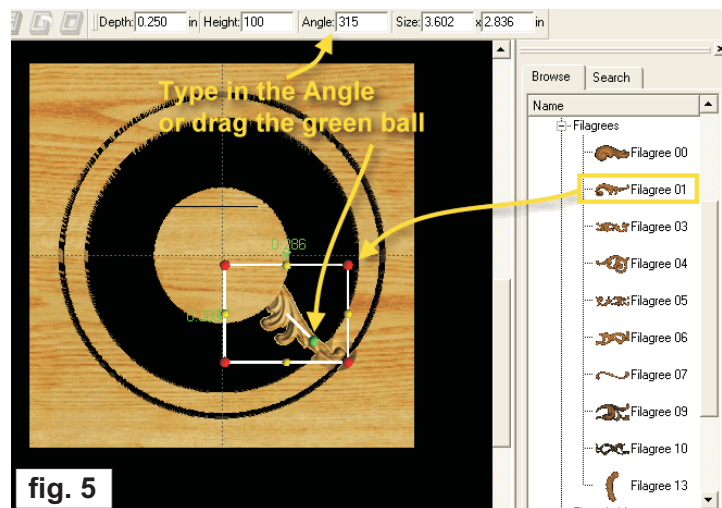 Depth: 0.250 in Height: 100 Angle: 315 Size: 3.602 x 2.836 in
Type in the Angle
or drag the green ball
0.286
Browse Search
Name
Filagrees
Filagree 00
Filagree 01
Filagree 03
Filagree 04
Filagree 05
Filagree 06
Filagree 07
Filagree 09
Filagree 10
Filagree 13
fig. 5